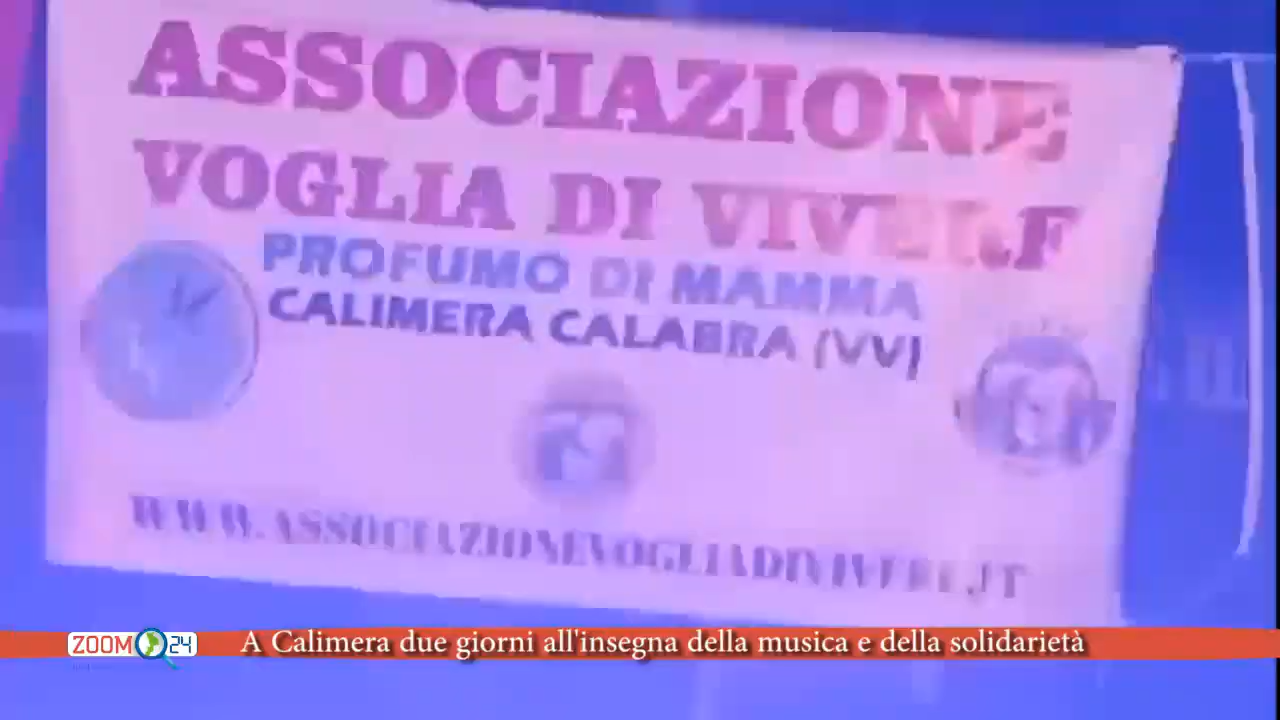 ASSOCIAZIONE
VOGLIA DI VIVERE
PROFUMO DI MAMMA
CALIMERA CALABRA (VV)
WWW.ASSOCIAZIONEVOGLIADIVIVERE.IT
ZOOM 24 A Calimera due giorni all'insegna della musica e della solidarietà